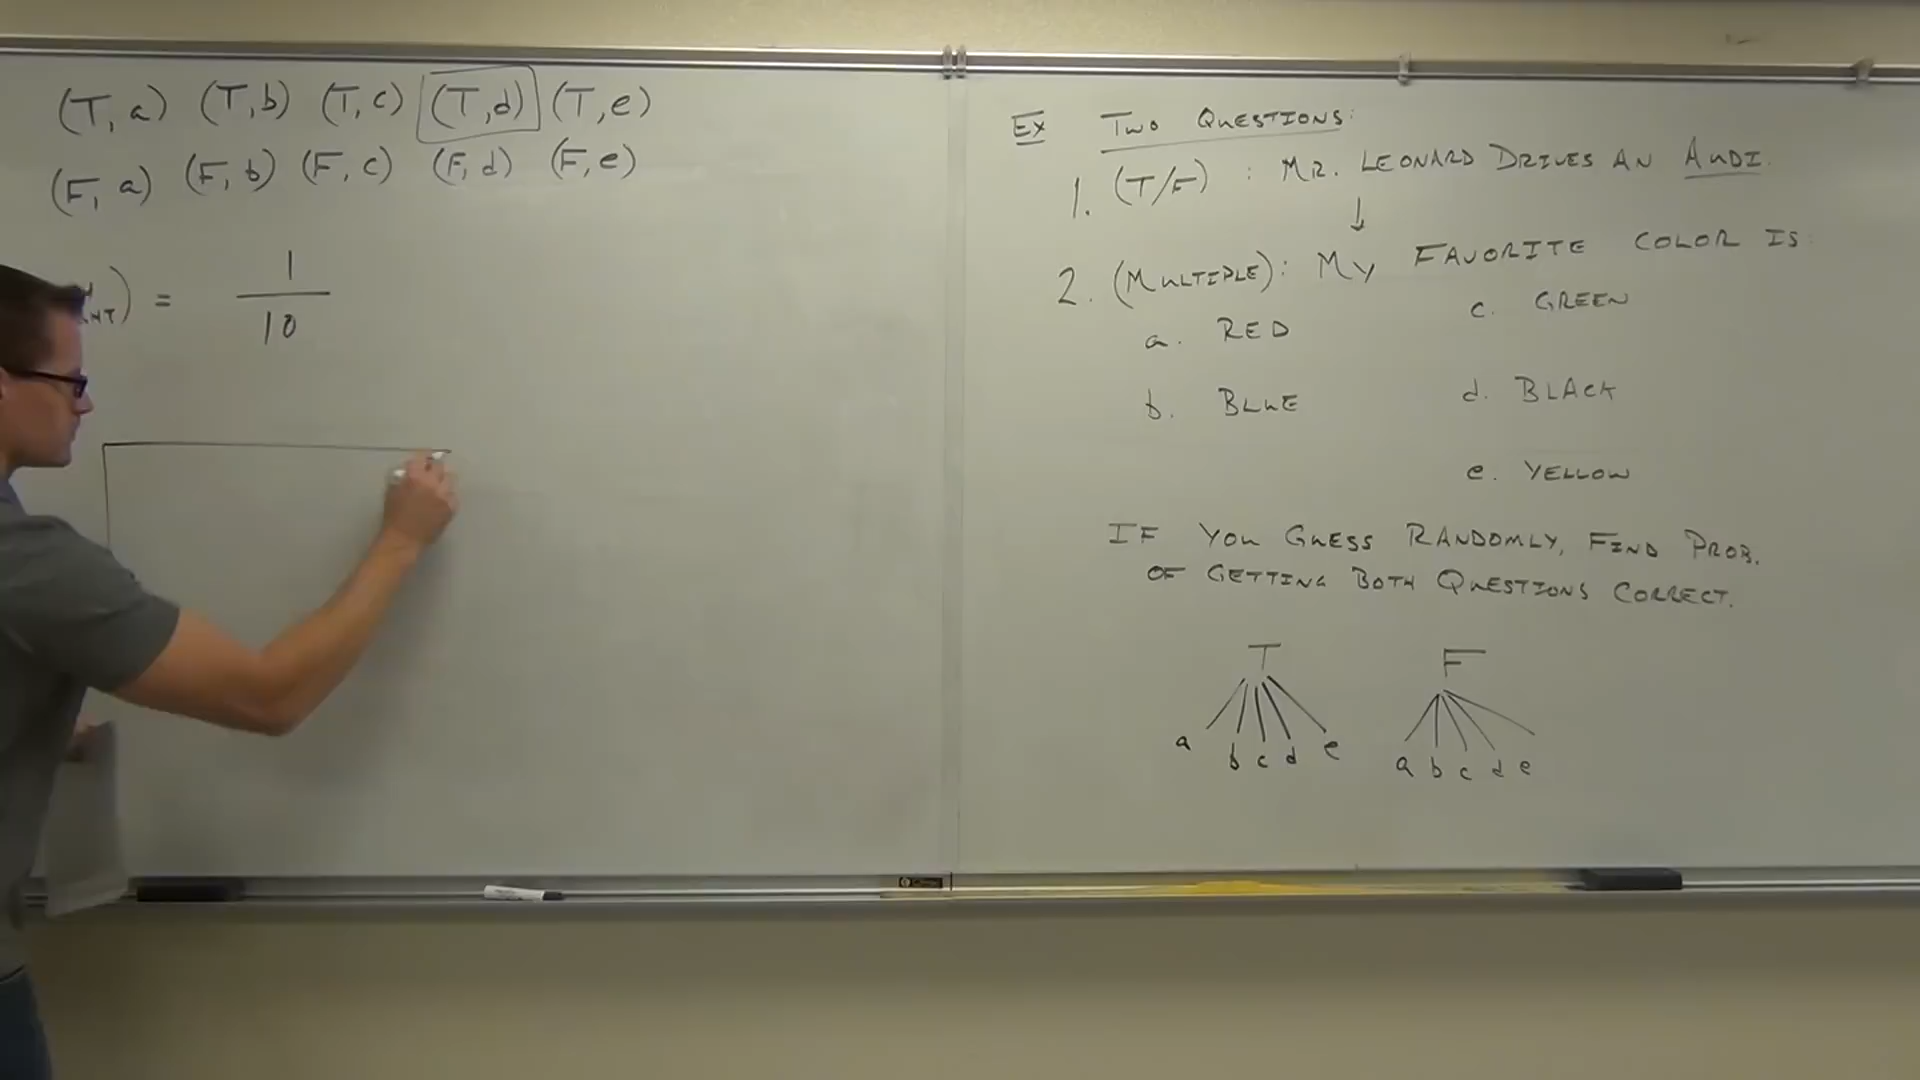 (T, a) (T, b) (T, c) (T, d) (T, e)
(F, a) (F, b) (F, c) (F, d) (F, e)
) = 1/10
EX TWO QUESTIONS:
1. (T/F) : MR. LEONARD DRIVES AN AUDI.
↓
2. (MULTIPLE): MY FAVORITE COLOR IS:
a. RED
b. BLUE
c. GREEN
d. BLACK
e. YELLOW
IF YOU GUESS RANDOMLY, FIND PROB.
OF GETTING BOTH QUESTIONS CORRECT.
T F
a b c d e a b c d e